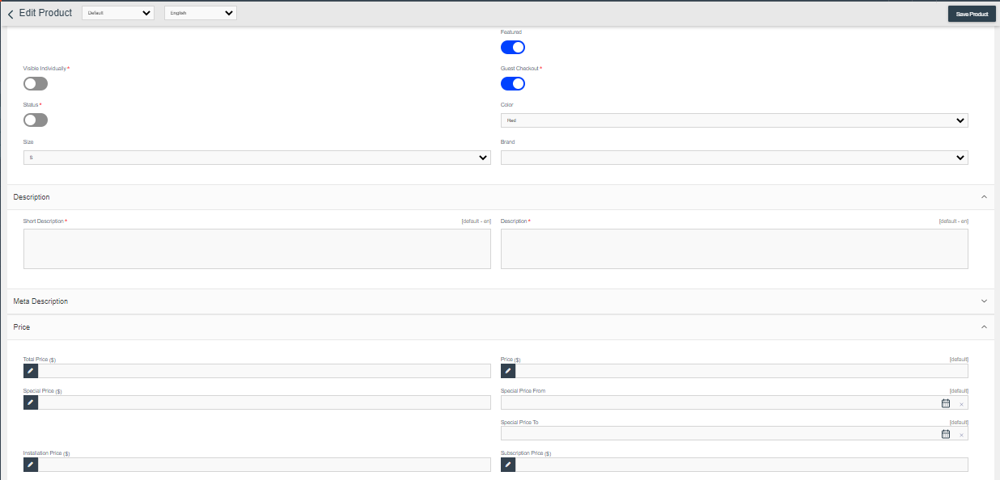 Edit Product Default English Save Product
Featured
Visible Individually * Guest Checkout *
Status * Color
Red
Size Brand
S
Description
Short Description * [default - en] Description * [default - en]
Meta Description
Price
Total Price ($) Price ($) [default]
Special Price ($) Special Price From [default]
Special Price To [default]
Installation Price ($) Subscription Price ($)